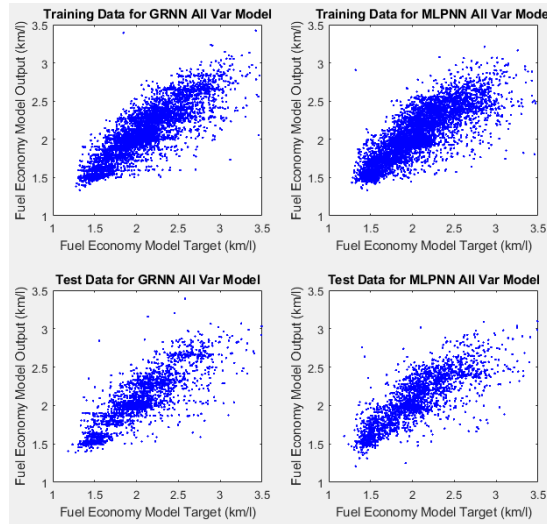 Training Data for GRNN All Var Model
Training Data for MLPNN All Var Model
3.5
3
2.5
2
1.5
1
Fuel Economy Model Output (km/l)
1 1.5 2 2.5 3 3.5
Fuel Economy Model Target (km/l)
3.5
3
2.5
2
1.5
1
Fuel Economy Model Output (km/l)
1 1.5 2 2.5 3 3.5
Fuel Economy Model Target (km/l)
Test Data for GRNN All Var Model
Test Data for MLPNN All Var Model
3.5
3
2.5
2
1.5
1
Fuel Economy Model Output (km/l)
1 1.5 2 2.5 3 3.5
Fuel Economy Model Target (km/l)
3.5
3
2.5
2
1.5
1
Fuel Economy Model Output (km/l)
1 1.5 2 2.5 3 3.5
Fuel Economy Model Target (km/l)